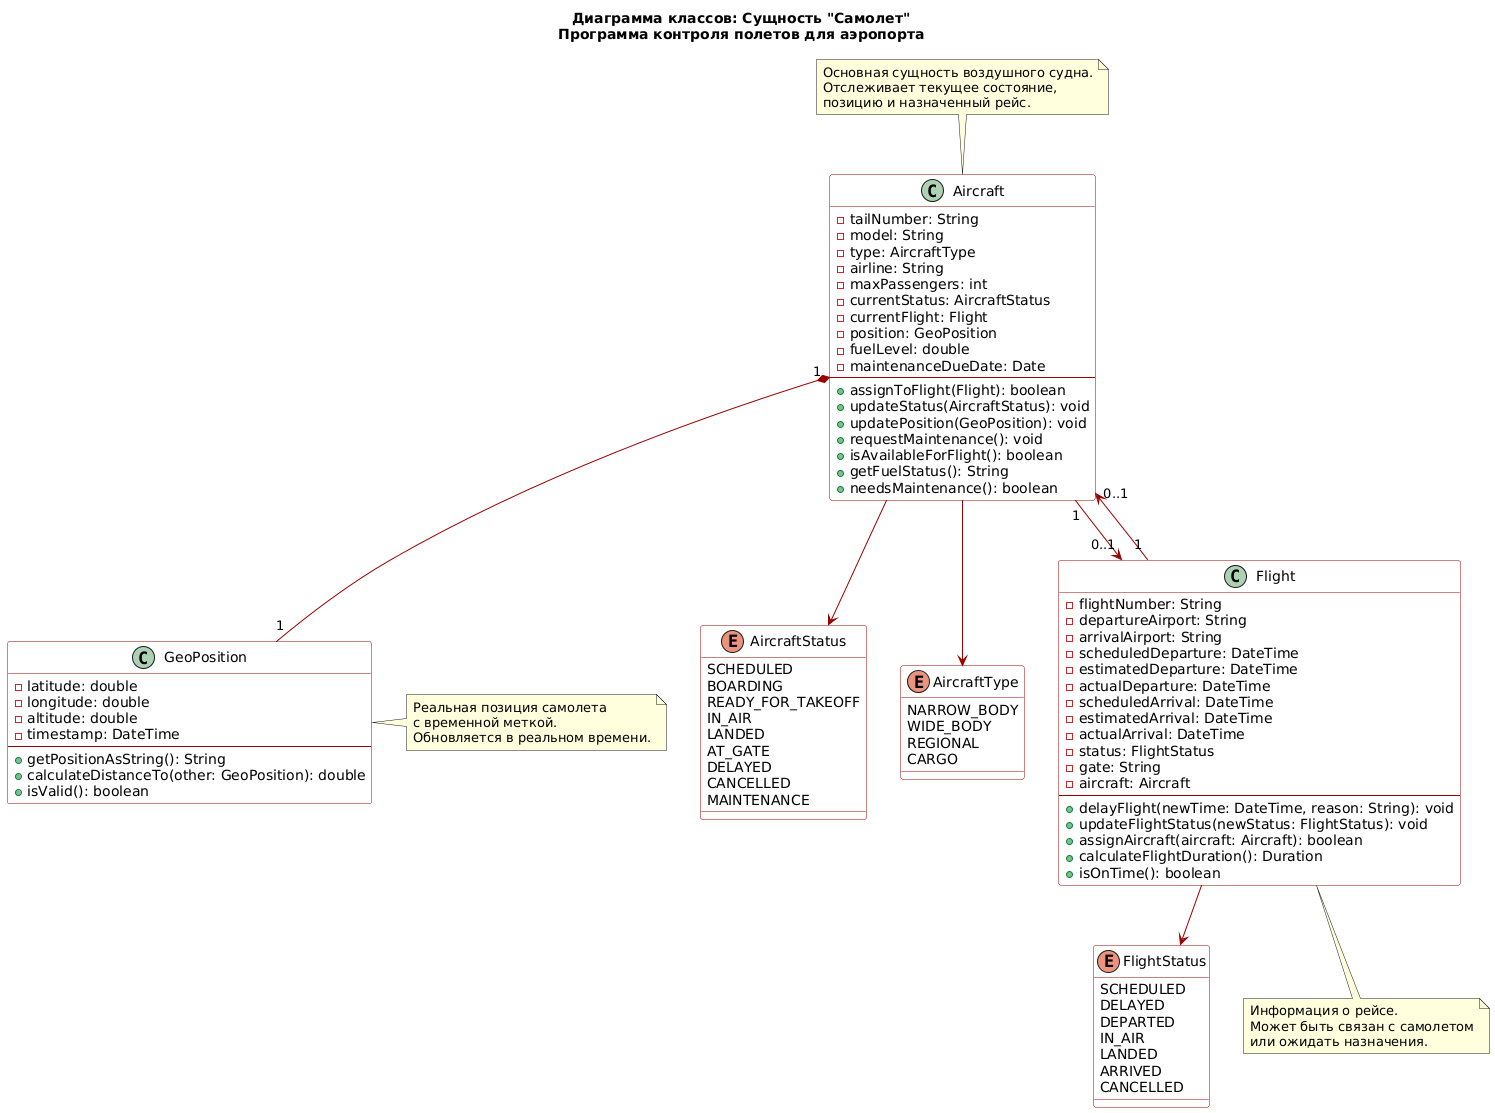 Диаграмма классов: Сущность "Самолет"
Программа контроля полетов для аэропорта
Основная сущность воздушного судна.
Отслеживает текущее состояние,
позицию и назначенный рейс.
C Aircraft
tailNumber: String
model: String
type: AircraftType
airline: String
maxPassengers: int
currentStatus: AircraftStatus
currentFlight: Flight
position: GeoPosition
fuelLevel: double
maintenanceDueDate: Date
assignToFlight(Flight): boolean
updateStatus(AircraftStatus): void
updatePosition(GeoPosition): void
requestMaintenance(): void
isAvailableForFlight(): boolean
getFuelStatus(): String
needsMaintenance(): boolean
1
1
1
0..1
0..1
1
C GeoPosition
latitude: double
longitude: double
altitude: double
timestamp: DateTime
getPositionAsString(): String
calculateDistanceTo(other: GeoPosition): double
isValid(): boolean
Реальная позиция самолета
с временной меткой.
Обновляется в реальном времени.
E AircraftStatus
SCHEDULED
BOARDING
READY_FOR_TAKEOFF
IN_AIR
LANDED
AT_GATE
DELAYED
CANCELLED
MAINTENANCE
E AircraftType
NARROW_BODY
WIDE_BODY
REGIONAL
CARGO
C Flight
flightNumber: String
departureAirport: String
arrivalAirport: String
scheduledDeparture: DateTime
estimatedDeparture: DateTime
actualDeparture: DateTime
scheduledArrival: DateTime
estimatedArrival: DateTime
actualArrival: DateTime
status: FlightStatus
gate: String
aircraft: Aircraft
delayFlight(newTime: DateTime, reason: String): void
updateFlightStatus(newStatus: FlightStatus): void
assignAircraft(aircraft: Aircraft): boolean
calculateFlightDuration(): Duration
isOnTime(): boolean
E FlightStatus
SCHEDULED
DELAYED
DEPARTED
IN_AIR
LANDED
ARRIVED
CANCELLED
Информация о рейсе.
Может быть связан с самолетом
или ожидать назначения.